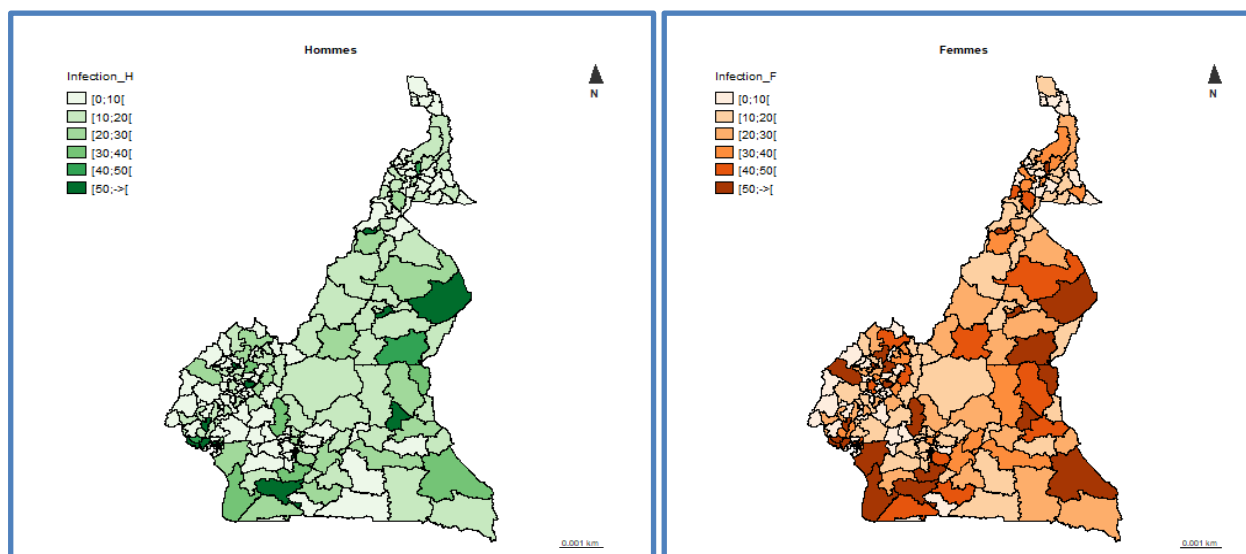 Hommes
Infection_H
[0;10[
[10;20[
[20;30[
[30;40[
[40;50[
[50;->[
N
0.001 km
Femmes
Infection_F
[0;10[
[10;20[
[20;30[
[30;40[
[40;50[
[50;->[
N
0.001 km